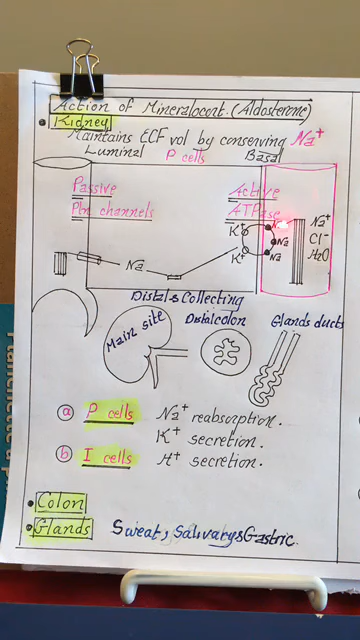 Action of Mineralocort. (Aldosterone)
• Kidney
Maintains ECF vol by conserving Na+
Luminal P cells Basal
Passive
Ptn channels
Active
ATPase
K+ Na
Na
K+ Na
Na
Na+
Cl-
H2O
Distal & Collecting
Main site
Distal colon
Glands ducts
ⓐ P cells Na+ reabsorption.
K+ secretion.
ⓑ I cells H+ secretion.
• Colon
• Glands Sweat, Salivary & Gastric.